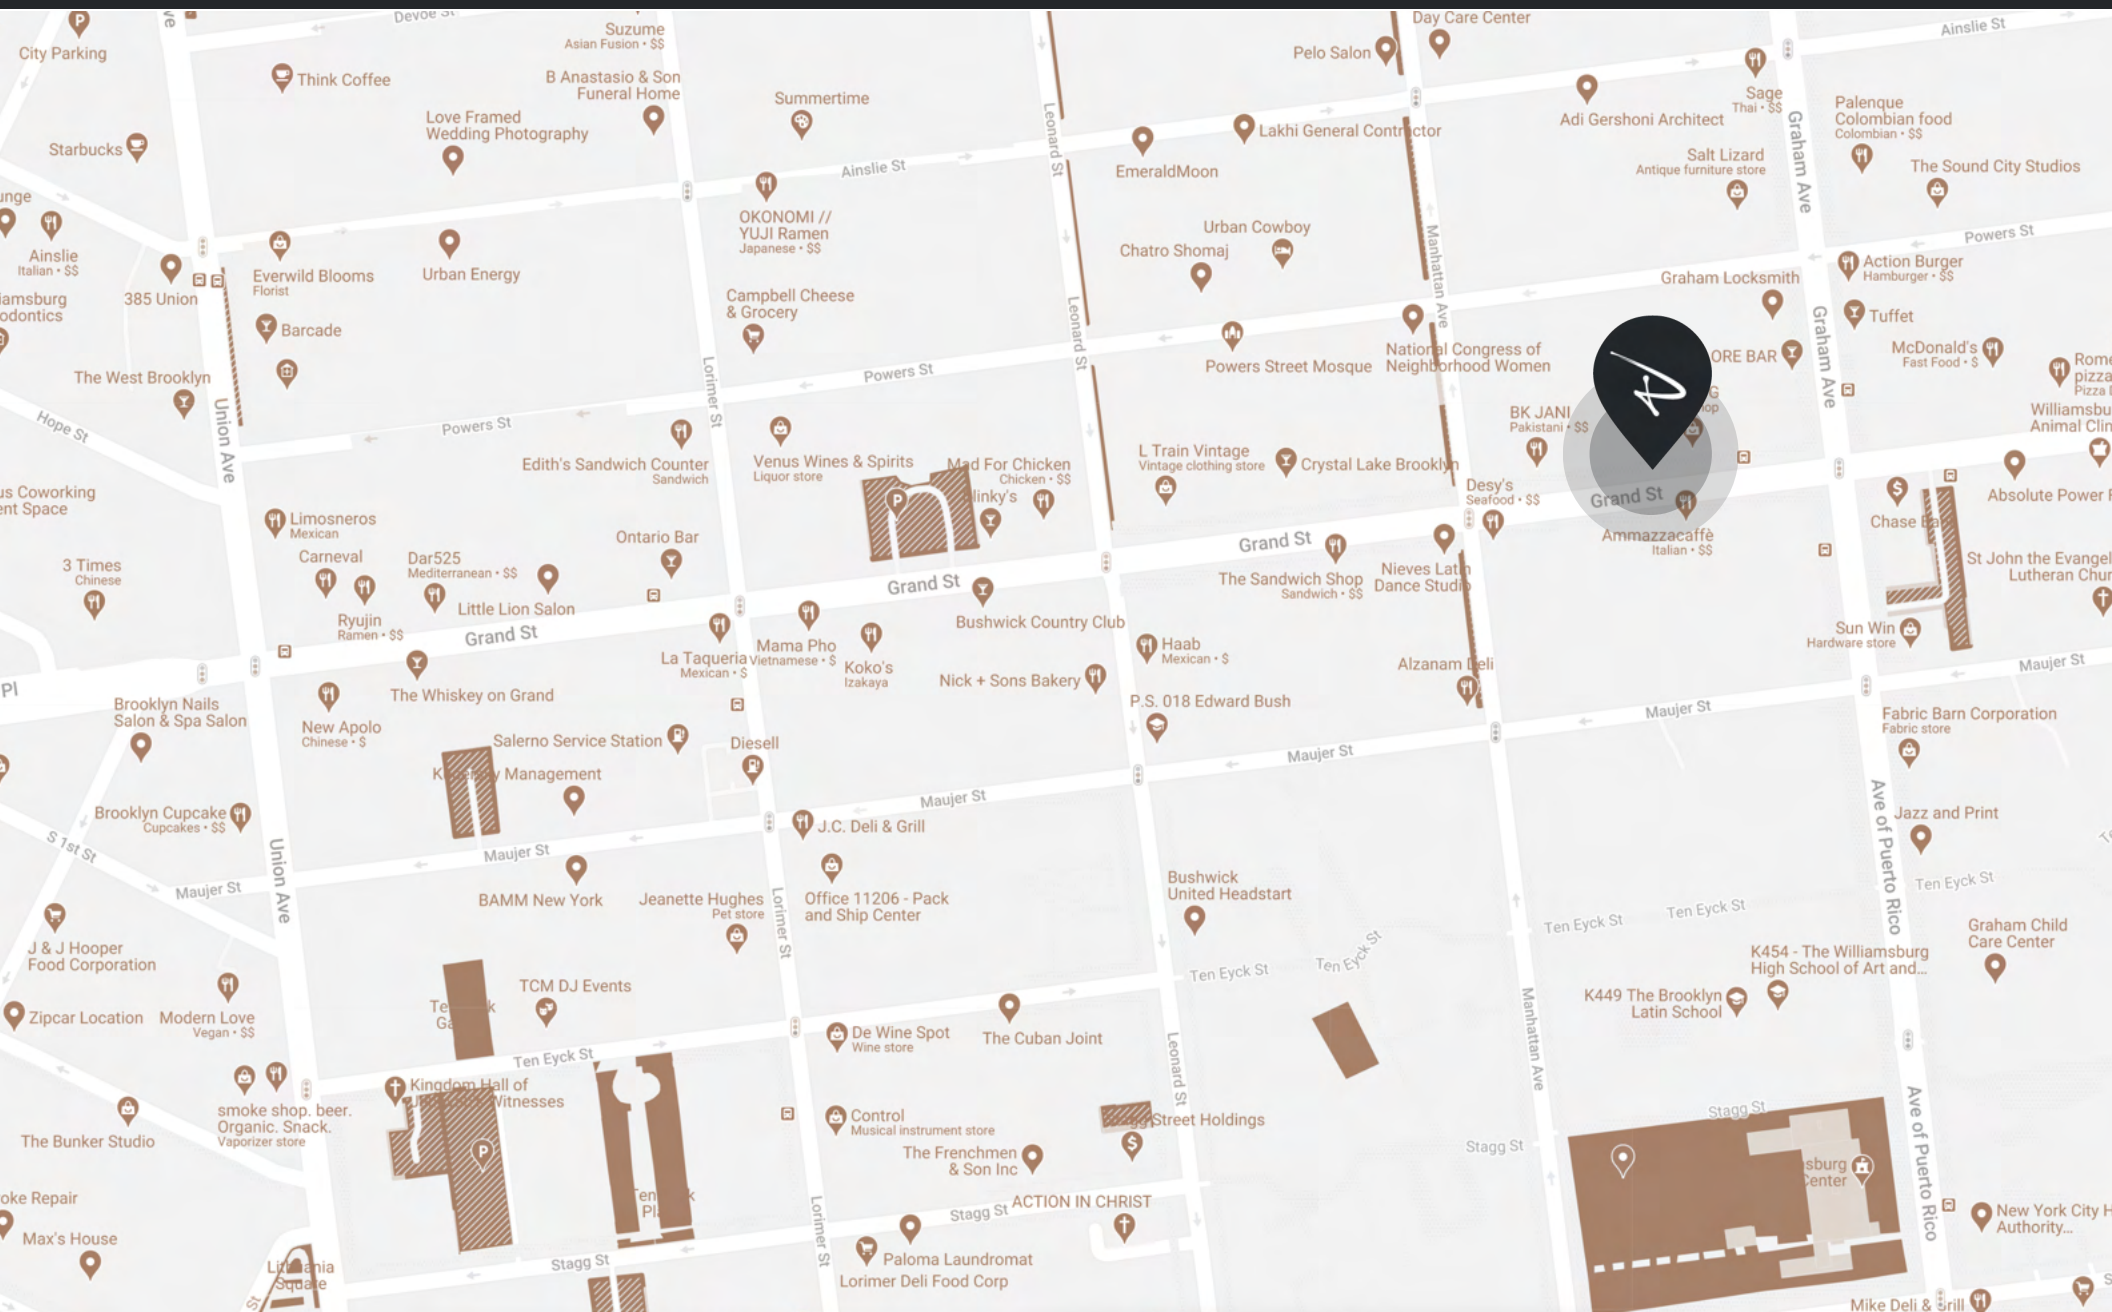 Devoe St
City Parking
Suzume
Asian Fusion • $$
Think Coffee
B Anastasio & Son
Funeral Home
Love Framed
Wedding Photography
Summertime
Starbucks
Ainslie St
Leonard St
Pelo Salon
Day Care Center
Ainslie St
Sage
Thai • $$
Adi Gershoni Architect
Lakhi General Contractor
EmeraldMoon
Palenque
Colombian food
Colombian • $$
Graham Ave
Salt Lizard
Antique furniture store
The Sound City Studios
Ainslie
Italian • $$
385 Union
Everwild Blooms
Florist
Urban Energy
OKONOMI //
YUJI Ramen
Japanese • $$
Urban Cowboy
Chatro Shomaj
Manhattan Ave
Powers St
Graham Locksmith
Action Burger
Hamburger • $$
Barcade
Campbell Cheese
& Grocery
Leonard St
Powers Street Mosque
National Congress of
Neighborhood Women
ORE BAR
Graham Ave
Tuffet
McDonald's
Fast Food • $
The West Brooklyn
Hope St
Union Ave
Powers St
Lorimer St
Powers St
BK JANI
Pakistani • $$
Edith's Sandwich Counter
Sandwich
Venus Wines & Spirits
Liquor store
Mad For Chicken
Chicken • $$
L Train Vintage
Vintage clothing store
Crystal Lake Brooklyn
Desy's
Seafood • $$
Grand St
Ammazzacaffè
Italian • $$
Limosneros
Mexican
Carneval
Dar525
Mediterranean • $$
Ontario Bar
3 Times
Chinese
Ryujin
Ramen • $$
Little Lion Salon
Grand St
Grand St
Grand St
The Sandwich Shop
Sandwich • $$
Nieves Latin
Dance Studio
Absolute Power
Sun Win
Hardware store
Maujer St
Bushwick Country Club
La Taqueria
Mexican • $
Mama Pho
Vietnamese • $
Koko's
Izakaya
Haab
Mexican • $
Nick + Sons Bakery
Alzanam Deli
P.S. 018 Edward Bush
Pl
Brooklyn Nails
Salon & Spa Salon
The Whiskey on Grand
New Apolo
Chinese • $
Salerno Service Station
Diesell
Maujer St
Maujer St
Fabric Barn Corporation
Fabric store
Management
Brooklyn Cupcake
Cupcakes • $$
S 1st St
Maujer St
Union Ave
Maujer St
Maujer St
J.C. Deli & Grill
BAMM New York
Jeanette Hughes
Pet store
Lorimer St
Office 11206 - Pack
and Ship Center
Bushwick
United Headstart
Jazz and Print
Ave of Puerto Rico
Ten Eyck St
Ten Eyck St
Ten Eyck St
Graham Child
Care Center
K454 - The Williamsburg
High School of Art and...
K449 The Brooklyn
Latin School
J & J Hooper
Food Corporation
Zipcar Location
Modern Love
Vegan • $$
TCM DJ Events
Ten Eyck St
Ten Eyck St
Ten Eyck St
De Wine Spot
Wine store
The Cuban Joint
Leonard St
Manhattan Ave
Kingdom Hall of
Witnesses
smoke shop. beer.
Organic. Snack.
Vaporizer store
The Bunker Studio
Control
Musical instrument store
Street Holdings
The Frenchmen
& Son Inc
Stagg St
Stagg St
Ave of Puerto Rico
Max's House
Lorimer St
Stagg St
ACTION IN CHRIST
Stagg St
Paloma Laundromat
Lorimer Deli Food Corp
Lithuania
Square
New York City H
Authority...
Mike Deli & Grill